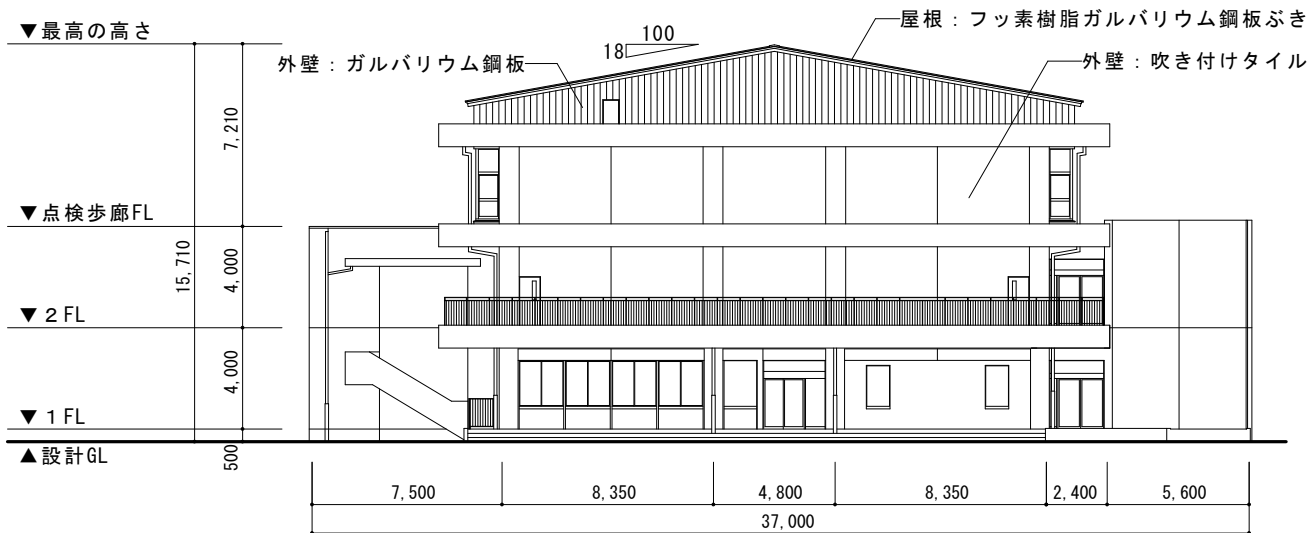 ▼最高の高さ
屋根：フッ素樹脂ガルバリウム鋼板ぶき
100
18
外壁：ガルバリウム鋼板
外壁：吹き付けタイル
7,210
▼点検歩廊FL
15,710
4,000
▼２FL
4,000
▼１FL
▲設計GL
500
7,500
8,350
4,800
8,350
2,400
5,600
37,000